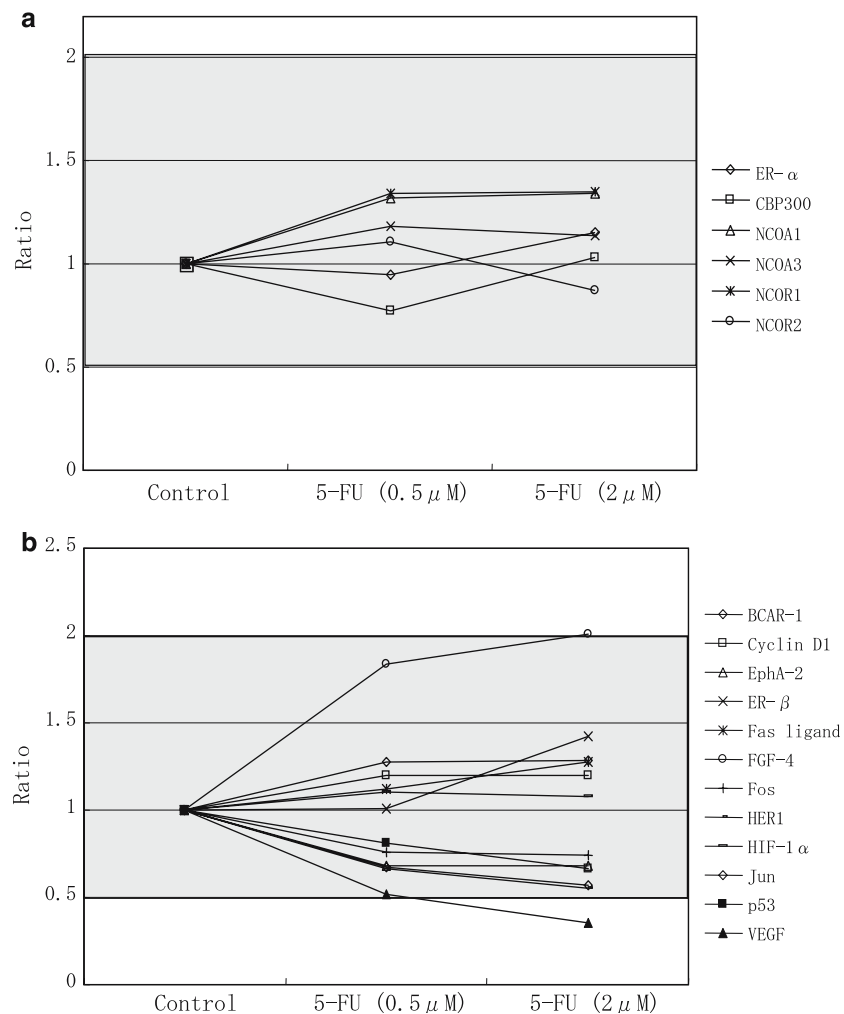 a
2
1.5
1
0.5
0
Ratio
Control
5-FU (0.5μM)
5-FU (2μM)
ER-α
CBP300
NCOA1
NCOA3
NCOR1
NCOR2
b
2.5
2
1.5
1
0.5
0
Ratio
Control
5-FU (0.5μM)
5-FU (2μM)
BCAR-1
Cyclin D1
EphA-2
ER-β
Fas ligand
FGF-4
Fos
HER1
HIF-1α
Jun
p53
VEGF